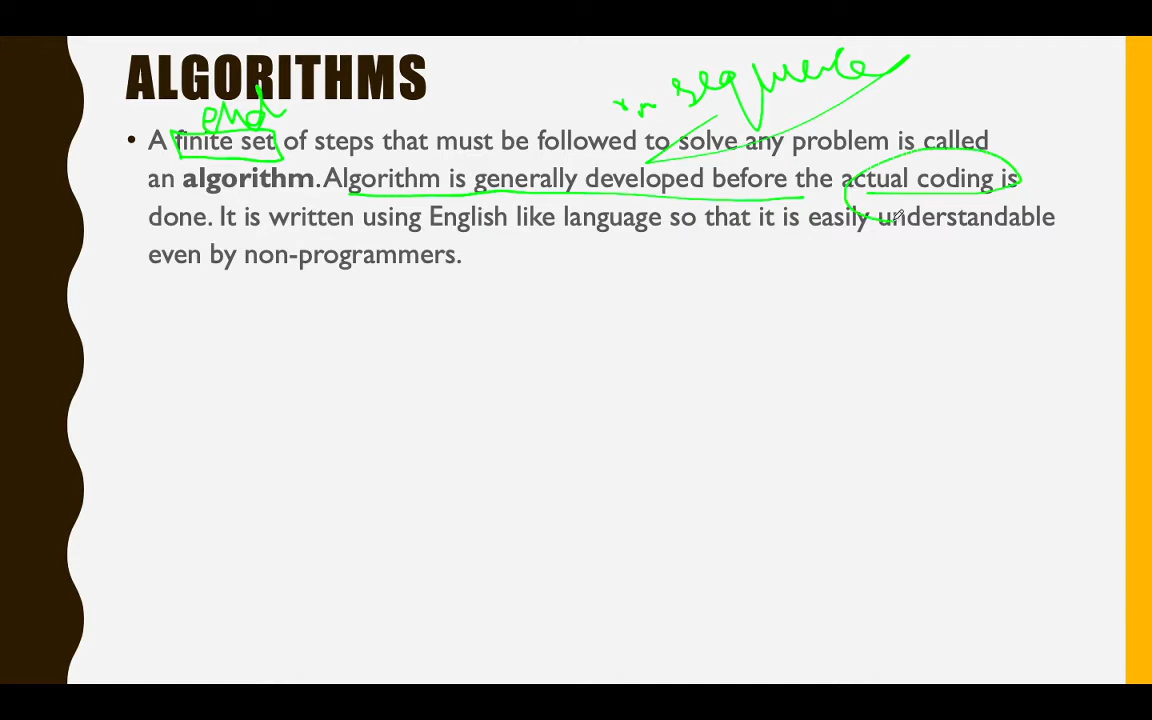 ALGORITHMS
sequence
end
• A finite set of steps that must be followed to solve any problem is called
an algorithm. Algorithm is generally developed before the actual coding is
done. It is written using English like language so that it is easily understandable
even by non-programmers.